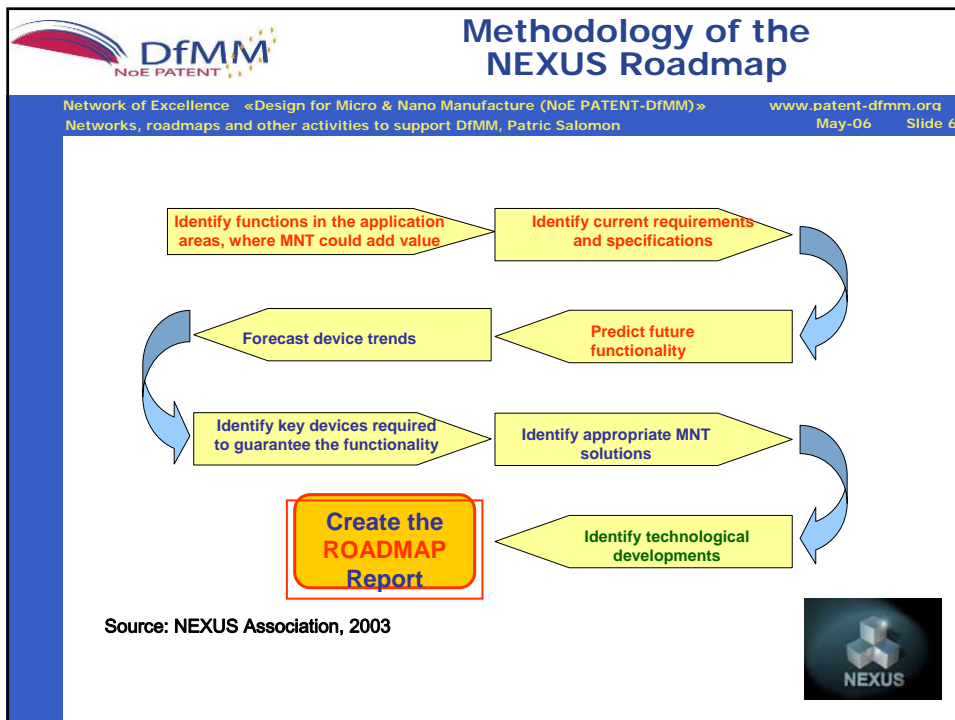 DfMM
NoE PATENT
Methodology of the
NEXUS Roadmap
Network of Excellence «Design for Micro & Nano Manufacture (NoE PATENT-DfMM)» www.patent-dfmm.org
Networks, roadmaps and other activities to support DfMM, Patric Salomon May-06 Slide 6
Identify functions in the application
areas, where MNT could add value
Identify current requirements
and specifications
Predict future
functionality
Forecast device trends
Identify key devices required
to guarantee the functionality
Identify appropriate MNT
solutions
Identify technological
developments
Create the
ROADMAP
Report
Source: NEXUS Association, 2003
NEXUS